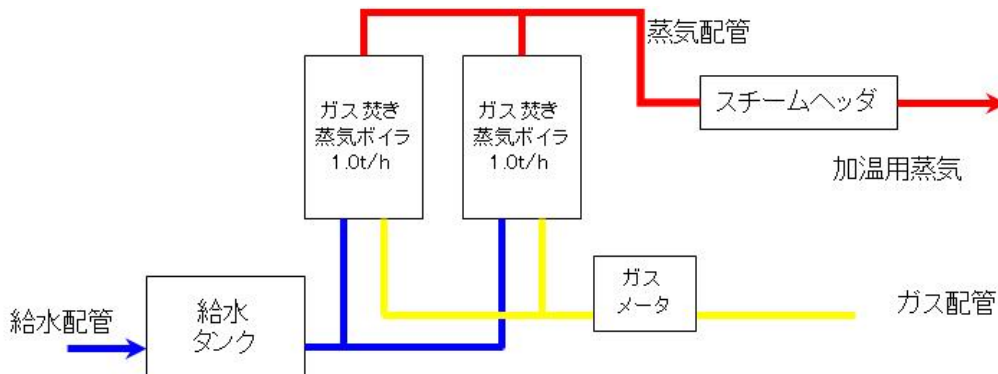 蒸気配管
ガス焚き
蒸気ボイラ
1.0t/h
ガス焚き
蒸気ボイラ
1.0t/h
スチームヘッダ
加温用蒸気
ガス
メータ
ガス配管
給水配管
給水
タンク